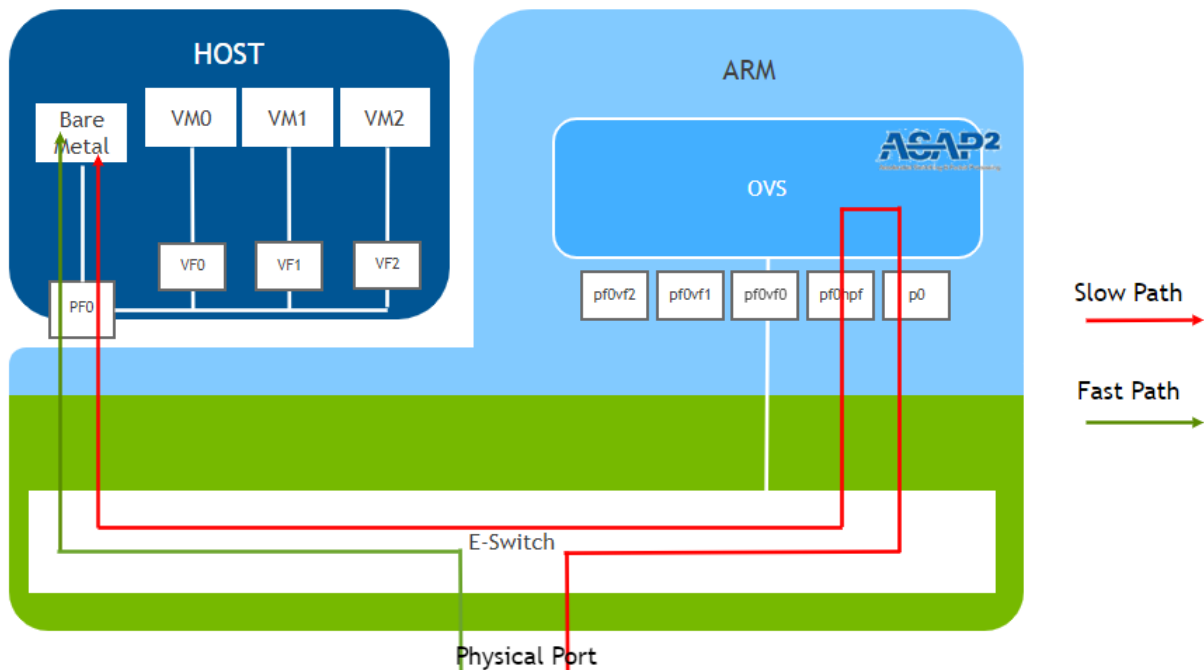 HOST
Bare
Metal
VM0
VM1
VM2
VF0
VF1
VF2
PF0
ARM
ASAP²
OVS
pf0vf2
pf0vf1
pf0vf0
pf0hpf
p0
Slow Path
Fast Path
E-Switch
Physical Port